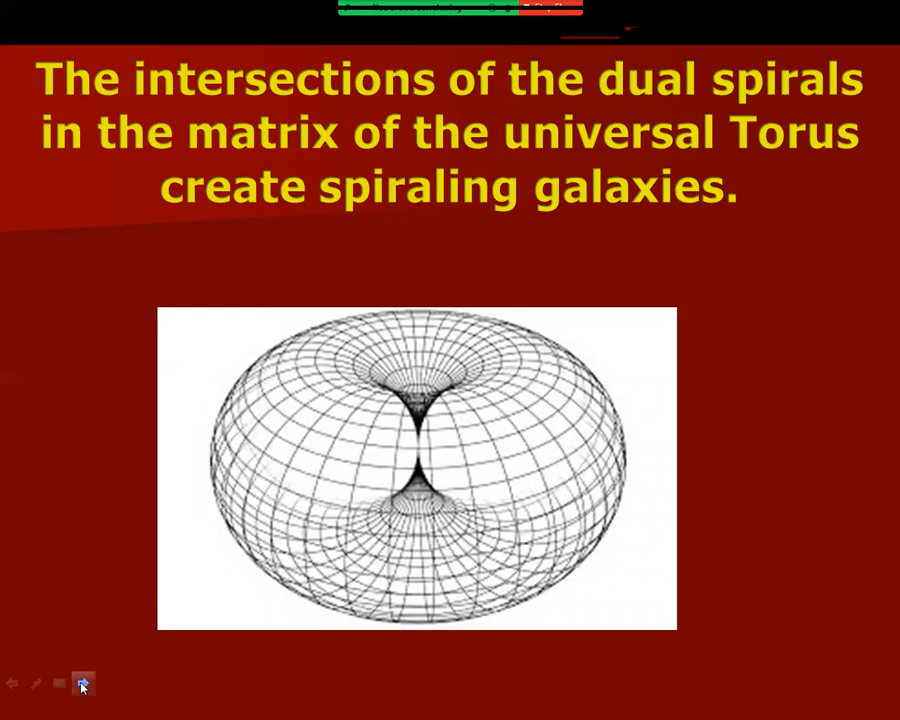 The intersections of the dual spirals
in the matrix of the universal Torus
create spiraling galaxies.